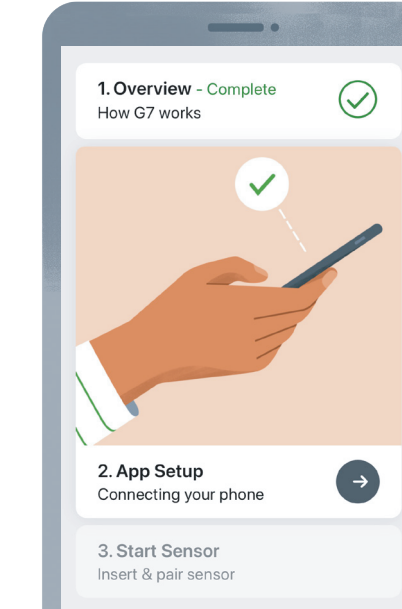 1. Overview - Complete
How G7 works
2. App Setup
Connecting your phone
3. Start Sensor
Insert & pair sensor